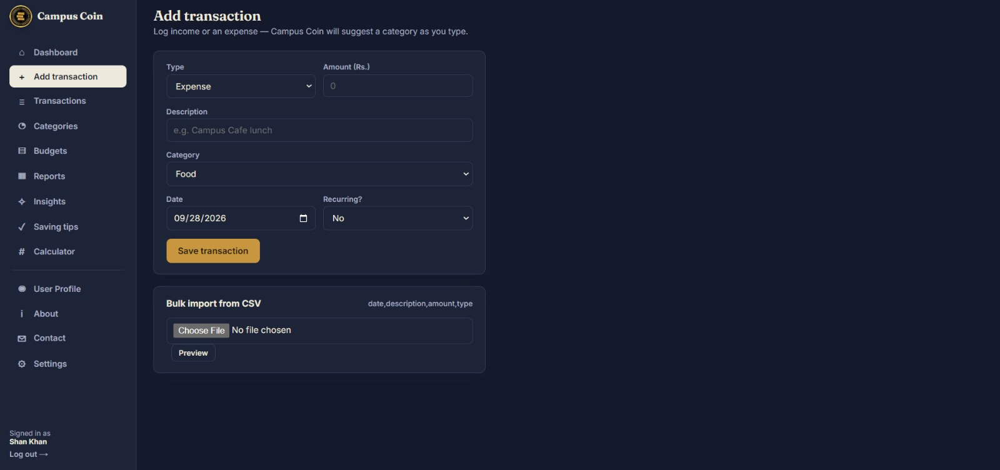 Campus Coin
Dashboard
+ Add transaction
Transactions
Categories
Budgets
Reports
Insights
Saving tips
# Calculator
User Profile
i About
Contact
Settings
Signed in as
Shan Khan
Log out →
Add transaction
Log income or an expense — Campus Coin will suggest a category as you type.
Type Amount (Rs.)
Expense 0
Description
e.g. Campus Cafe lunch
Category
Food
Date Recurring?
09/28/2026 No
Save transaction
Bulk import from CSV date,description,amount,type
Choose File No file chosen
Preview